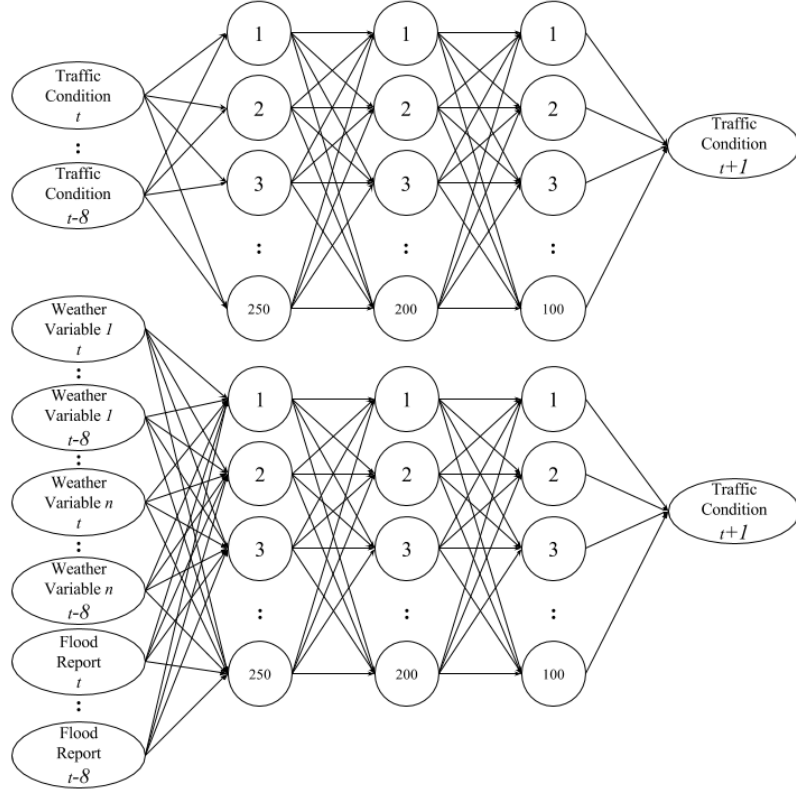 Traffic
Condition
t
:
Traffic
Condition
t-8
1
2
3
:
250
1
2
3
:
200
1
2
3
:
100
Traffic
Condition
t+1
Weather
Variable 1
t
:
Weather
Variable 1
t-8
:
Weather
Variable n
t
:
Weather
Variable n
t-8
Flood
Report
t
:
Flood
Report
t-8
1
2
3
:
250
1
2
3
:
200
1
2
3
:
100
Traffic
Condition
t+1